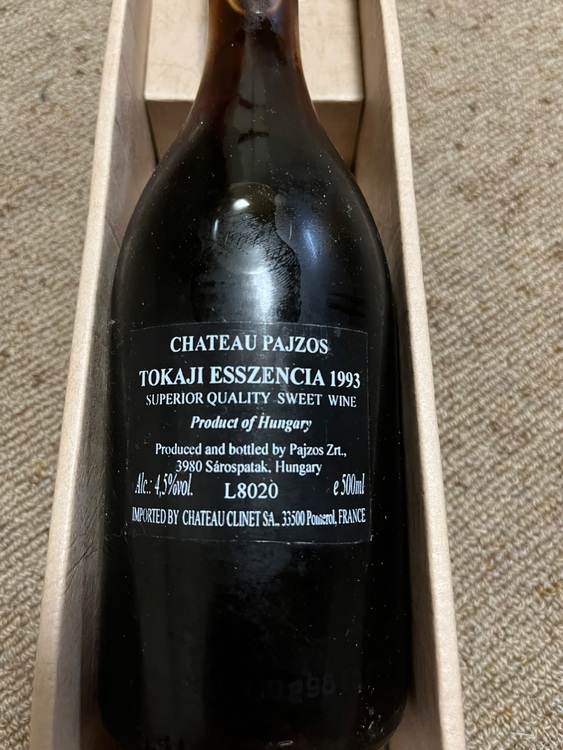 CHATEAU PAJZOS
TOKAJI ESSZENCIA 1993
SUPERIOR QUALITY SWEET WINE
Product of Hungary
Produced and bottled by Pajzos Zrt.,
3980 Sárospatak, Hungary
Alc.: 4,5%vol. L8020 e 500ml
IMPORTED BY CHATEAU CLINET SA., 33500 Pomerol, FRANCE